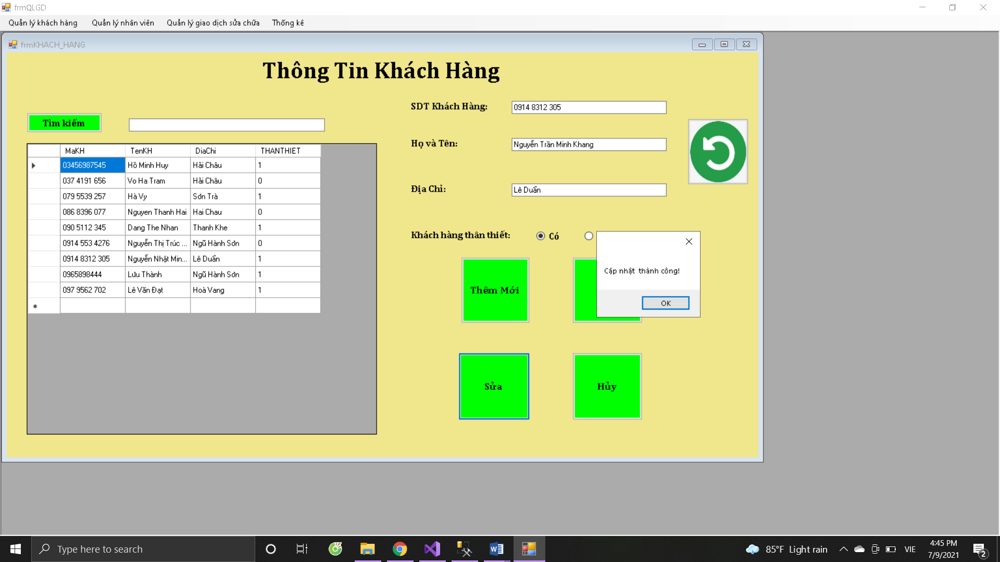 frmQLGD
Quản lý khách hàng Quản lý nhân viên Quản lý giao dịch sửa chữa Thống kê
frmKHACH_HANG
Thông Tin Khách Hàng
Tìm kiếm
SDT Khách Hàng: 0914 8312 305
Họ và Tên: Nguyễn Trần Minh Khang
Địa Chỉ: Lê Duẩn
Khách hàng thân thiết: Có
MaKH TenKH DiaChi THANTHIET
03456987545 Hồ Minh Huy Hải Châu 1
037 4191 656 Vo Ha Tram Hải Châu 0
079 5539 257 Hà Vy Sơn Trà 1
086 8396 077 Nguyen Thanh Hai Hai Chau 0
090 5112 345 Dang The Nhan Thanh Khe 1
0914 553 4276 Nguyễn Thị Trúc ... Ngũ Hành Sơn 0
0914 8312 305 Nguyễn Nhật Min... Lê Duẩn 1
0965898444 Lưu Thành Ngũ Hành Sơn 1
097 9562 702 Lê Văn Đạt Hoà Vang 1
Thêm Mới
Cập nhật thành công!
OK
Sửa
Hủy
Type here to search
85°F Light rain
VIE
4:45 PM
7/9/2021
2